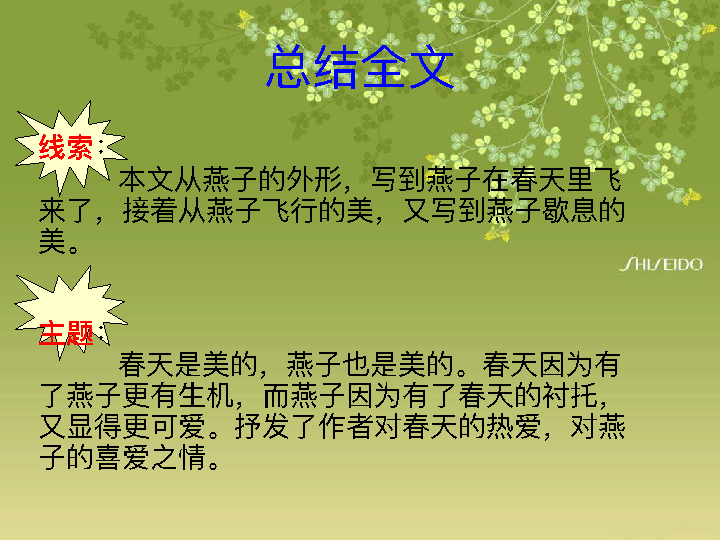 总结全文
线索：
本文从燕子的外形，写到燕子在春天里飞
来了，接着从燕子飞行的美，又写到燕子歇息的
美。
SHISEIDO
主题：
春天是美的，燕子也是美的。春天因为有
了燕子更有生机，而燕子因为有了春天的衬托，
又显得更可爱。抒发了作者对春天的热爱，对燕
子的喜爱之情。